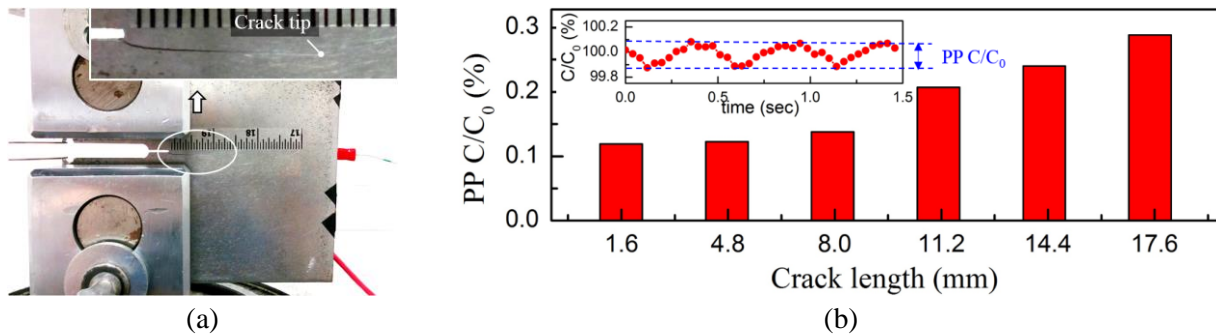 Crack tip
19 18 17
(a)
PP C/C₀ (%)
0.3
0.2
0.1
0.0
1.6 4.8 8.0 11.2 14.4 17.6
Crack length (mm)
C/C₀ (%)
100.2
100.0
99.8
0.0 0.5 1.0 1.5
time (sec)
PP C/C₀
(b)